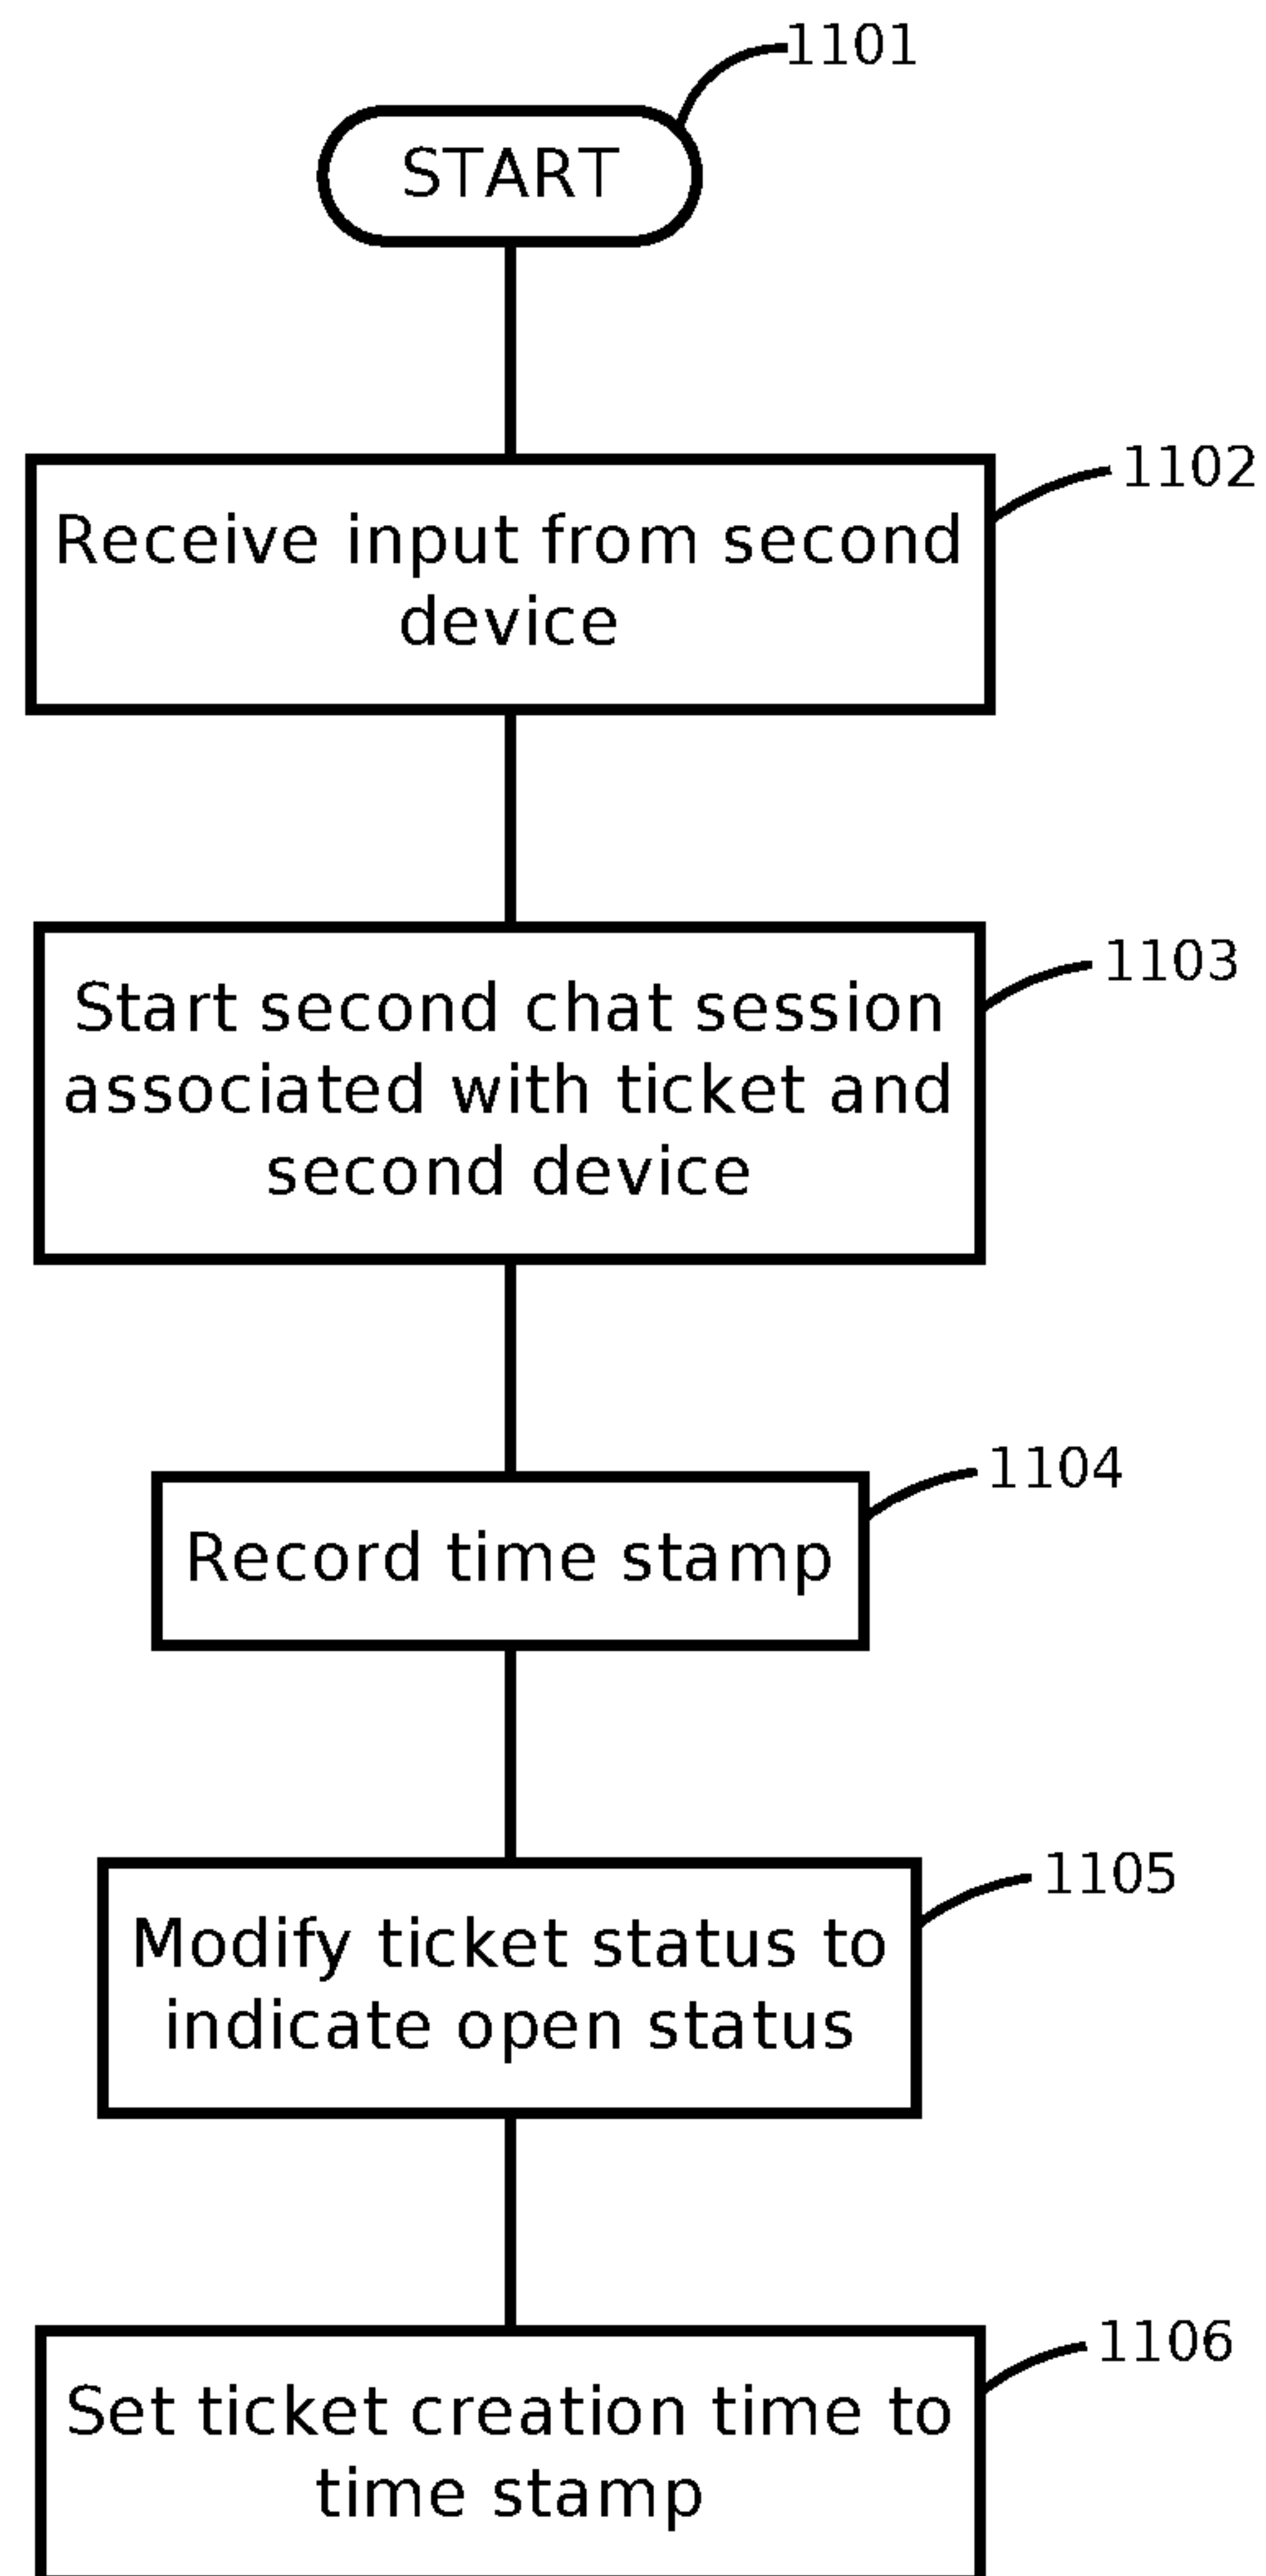 1101
START
1102
Receive input from second
device
1103
Start second chat session
associated with ticket and
second device
1104
Record time stamp
1105
Modify ticket status to
indicate open status
1106
Set ticket creation time to
time stamp